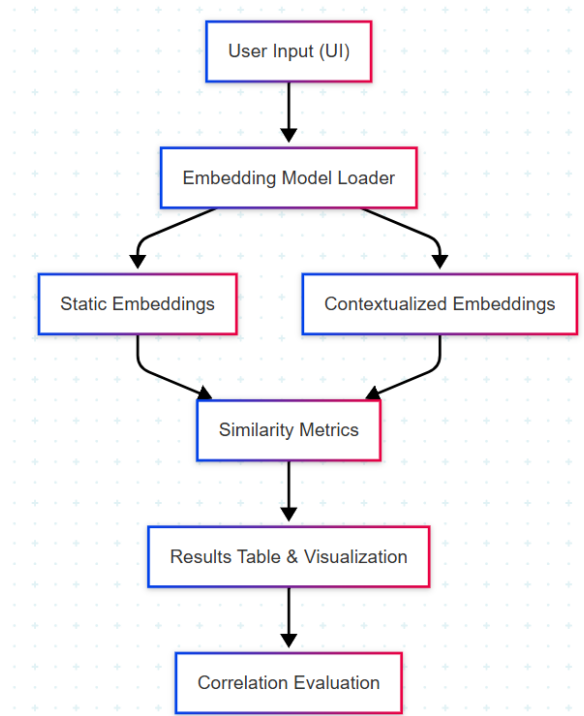 User Input (UI)
Embedding Model Loader
Static Embeddings
Contextualized Embeddings
Similarity Metrics
Results Table & Visualization
Correlation Evaluation